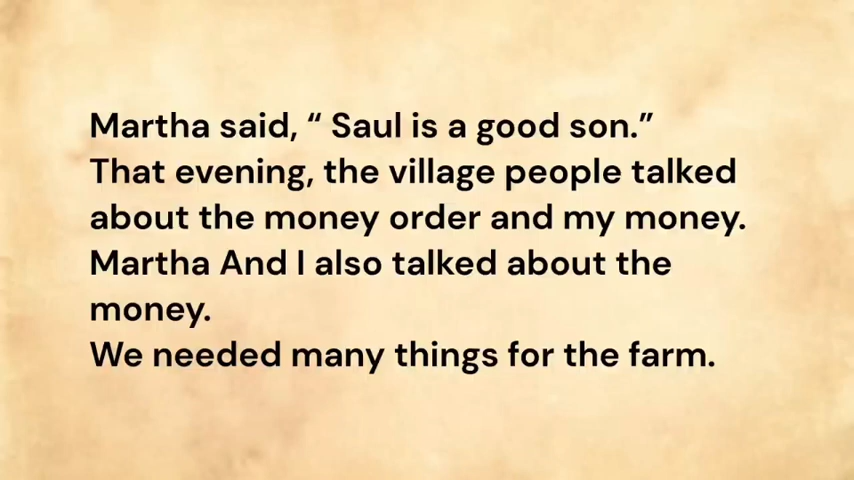 Martha said, “ Saul is a good son.”
That evening, the village people talked
about the money order and my money.
Martha And I also talked about the
money.
We needed many things for the farm.